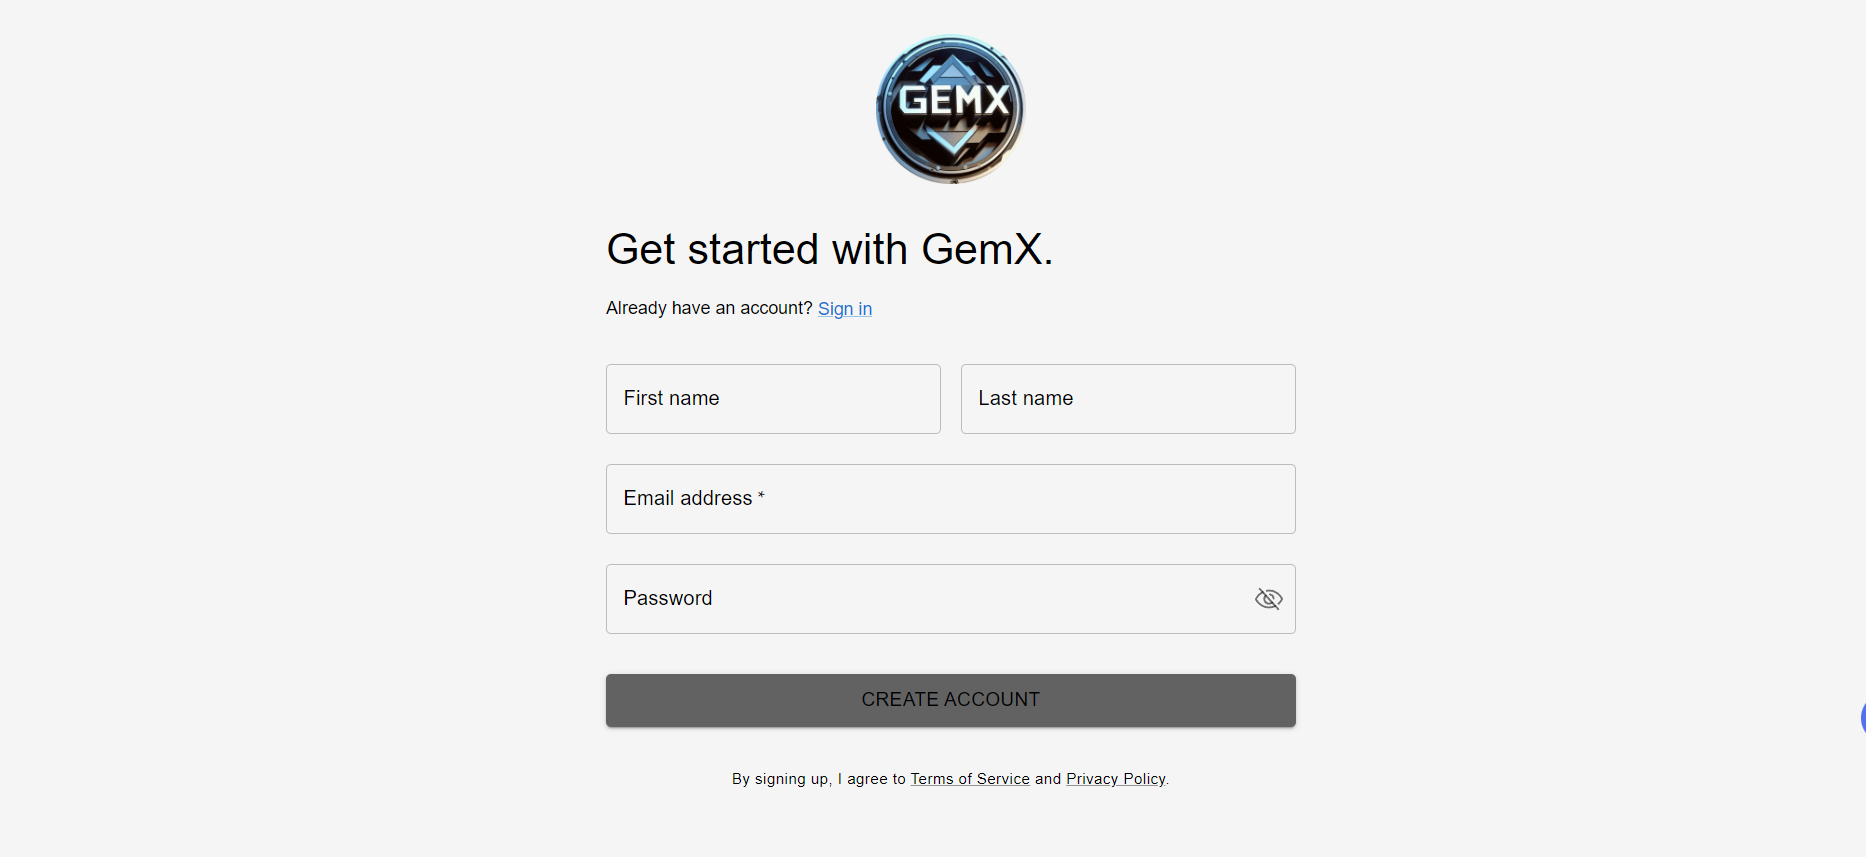 GEMX
Get started with GemX.
Already have an account? Sign in
First name
Last name
Email address *
Password
CREATE ACCOUNT
By signing up, I agree to Terms of Service and Privacy Policy.